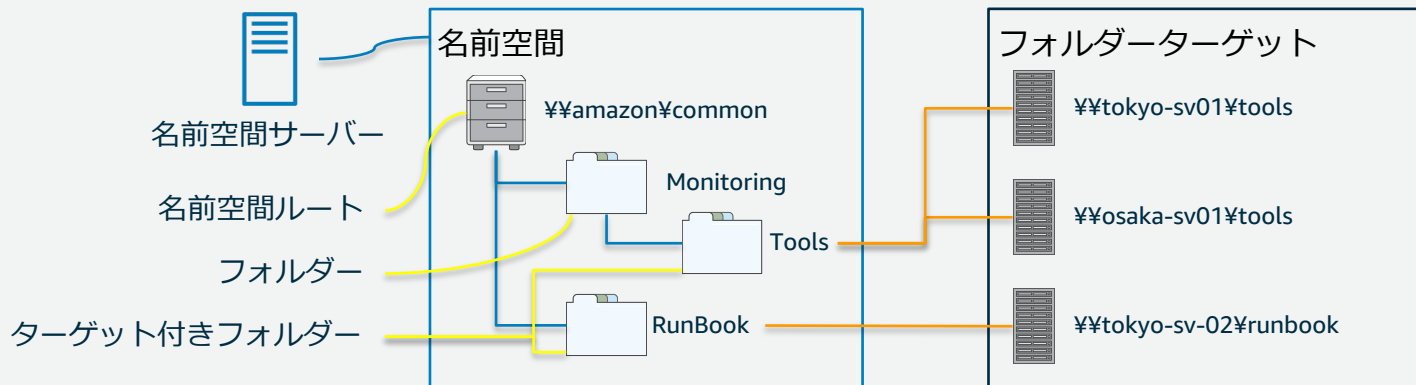 名前空間
フォルダーターゲット
¥¥amazon¥common
¥¥tokyo-sv01¥tools
名前空間サーバー
Monitoring
名前空間ルート
¥¥osaka-sv01¥tools
Tools
フォルダー
RunBook
¥¥tokyo-sv-02¥runbook
ターゲット付きフォルダー